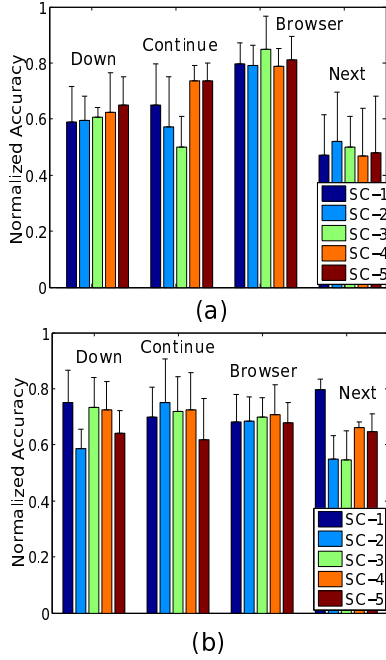 Normalized Accuracy
1
0.8
0.6
0.4
0.2
0
Down
Continue
Browser
Next
SC-1
SC-2
SC-3
SC-4
SC-5
(a)
Normalized Accuracy
1
0.8
0.6
0.4
0.2
0
Down
Continue
Browser
Next
SC-1
SC-2
SC-3
SC-4
SC-5
(b)